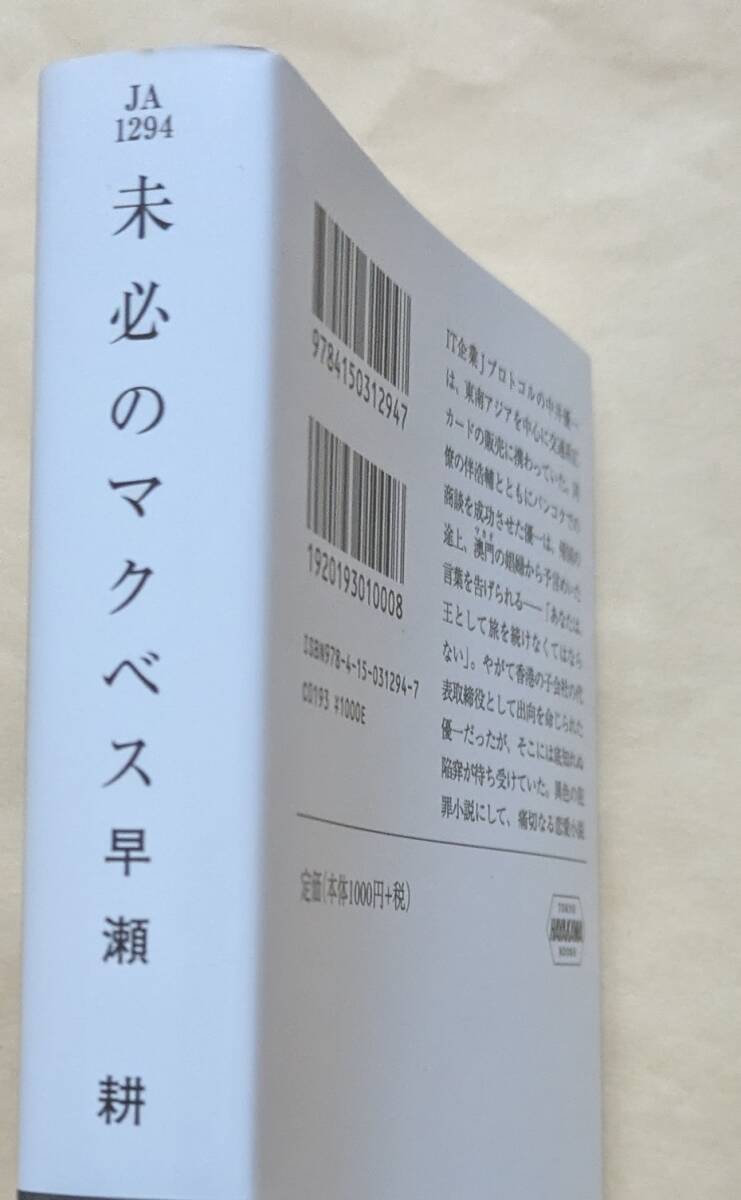 JA
1294
未必のマクベス 早瀬 耕
9784150312947
1920193010008
ISBN978-4-15-031294-7
C0193 ¥1000E
IT企業Jプロトコルの中井優一
は、東南アジアを中心に交通系IC
カードの販売に携わっていた。同
僚の伴浩輔とともにバンコクでの
商談を成功させた優一は、帰国の
途上、澳門の娼婦から予言めいた
言葉を告げられる――「あなたは、
王として旅を続けなくてはなら
ない」。やがて香港の子会社の代
表取締役として出向を命じられた
優一だったが、そこには底知れぬ
陥穽が待ち受けていた。異色の犯
罪小説にして、痛切なる恋愛小説
定価(本体1000円+税)
TOKYO
HAYAKAWA
BOOKS